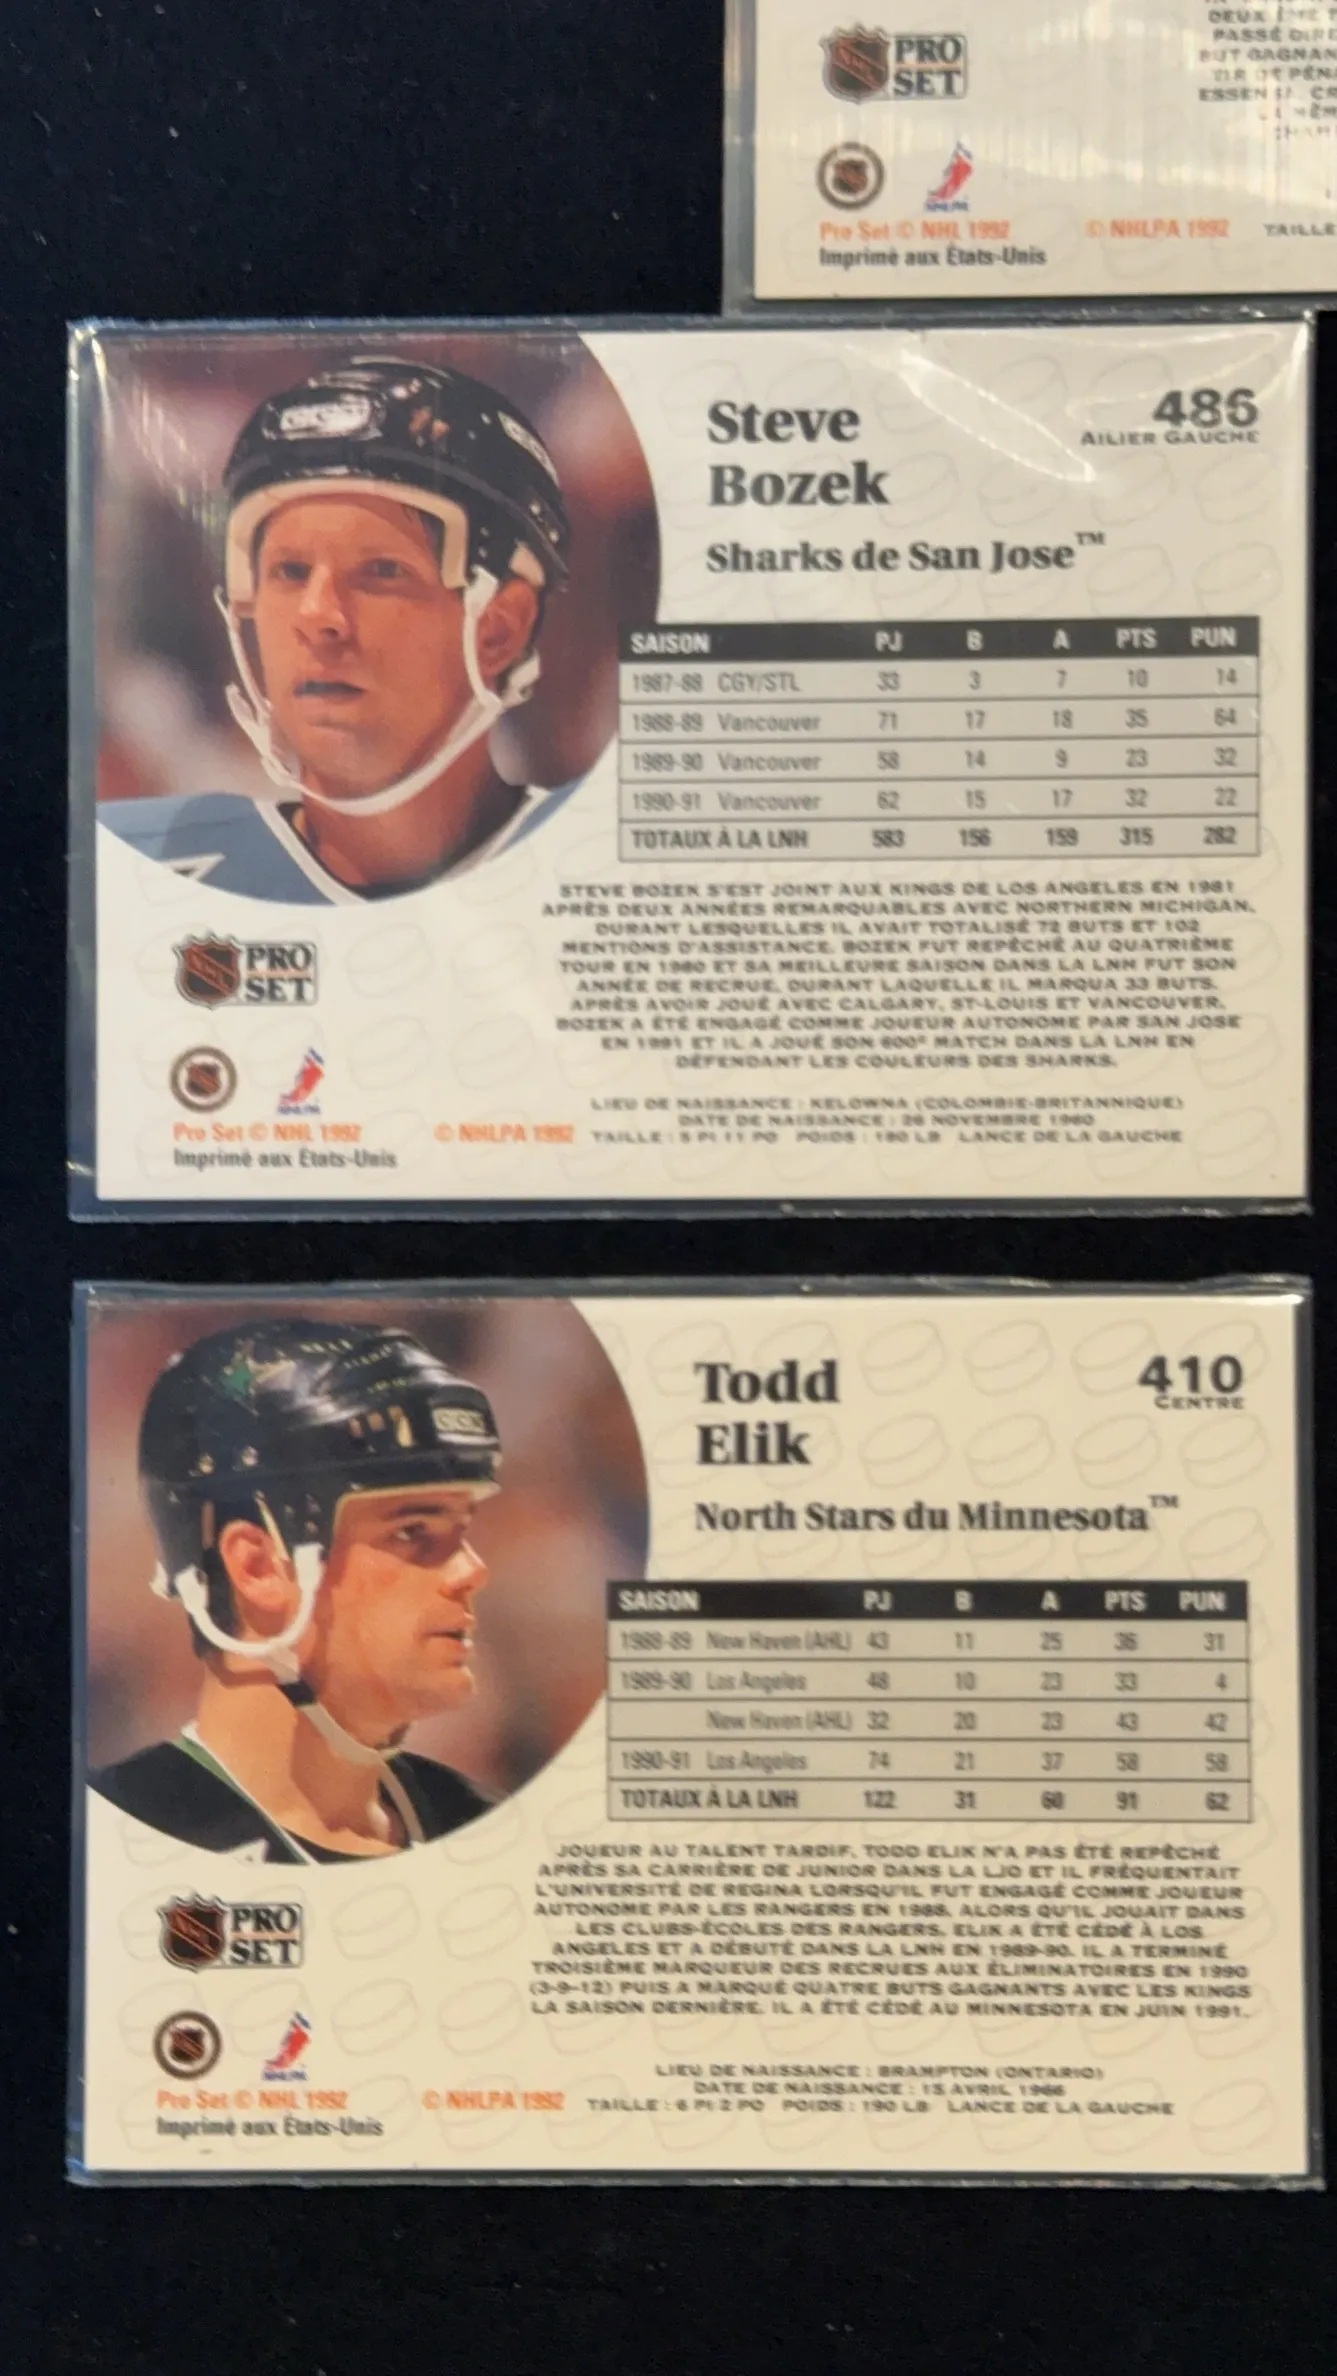 DEUX
PASSÉ
BUT GAGNAN
TIR DE PÉN
ESSEN
PRO
SET
Pro Set © NHL 1992 © NHLPA 1992 TAILLE
Imprimé aux États-Unis
Steve
Bozek
486
AILIER GAUCHE
Sharks de San Jose™
SAISON PJ B A PTS PUN
1987-88 CGY/STL 33 3 7 10 14
1988-89 Vancouver 71 17 18 35 64
1989-90 Vancouver 58 14 9 23 32
1990-91 Vancouver 62 15 17 32 22
TOTAUX À LA LNH 583 156 159 315 282
STEVE BOZEK S'EST JOINT AUX KINGS DE LOS ANGELES EN 1981
APRÈS DEUX ANNÉES REMARQUABLES AVEC NORTHERN MICHIGAN,
DURANT LESQUELLES IL AVAIT TOTALISÉ 72 BUTS ET 102
MENTIONS D'ASSISTANCE. BOZEK FUT REPÊCHÉ AU QUATRIÈME
TOUR EN 1980 ET SA MEILLEURE SAISON DANS LA LNH FUT SON
ANNÉE DE RECRUE, DURANT LAQUELLE IL MARQUA 33 BUTS.
APRÈS AVOIR JOUÉ AVEC CALGARY, ST-LOUIS ET VANCOUVER,
BOZEK A ÉTÉ ENGAGÉ COMME JOUEUR AUTONOME PAR SAN JOSE
EN 1991 ET IL A JOUÉ SON 600e MATCH DANS LA LNH EN
DÉFENDANT LES COULEURS DES SHARKS.
PRO
SET
LIEU DE NAISSANCE : KELOWNA (COLOMBIE-BRITANNIQUE)
DATE DE NAISSANCE : 26 NOVEMBRE 1960
TAILLE : 5 PI 11 PO POIDS : 180 LB LANCE DE LA GAUCHE
Pro Set © NHL 1992 © NHLPA 1992
Imprimé aux États-Unis
CCM
Todd
Elik
410
CENTRE
North Stars du Minnesota™
SAISON PJ B A PTS PUN
1988-89 New Haven (AHL) 43 11 25 36 31
1989-90 Los Angeles 48 10 23 33 4
New Haven (AHL) 32 20 23 43 42
1990-91 Los Angeles 74 21 37 58 58
TOTAUX À LA LNH 122 31 60 91 62
JOUEUR AU TALENT TARDIF, TODD ELIK N'A PAS ÉTÉ REPÊCHÉ
APRÈS SA CARRIÈRE DE JUNIOR DANS LA LJO ET IL FRÉQUENTAIT
L'UNIVERSITÉ DE REGINA LORSQU'IL FUT ENGAGÉ COMME JOUEUR
AUTONOME PAR LES RANGERS EN 1988. ALORS QU'IL JOUAIT DANS
LES CLUBS-ÉCOLES DES RANGERS, ELIK A ÉTÉ CÉDÉ À LOS
ANGELES ET A DÉBUTÉ DANS LA LNH EN 1989-90. IL A TERMINÉ
TROISIÈME MARQUEUR DES RECRUES AUX ÉLIMINATOIRES EN 1990
(3-9-12) PUIS A MARQUÉ QUATRE BUTS GAGNANTS AVEC LES KINGS
LA SAISON DERNIÈRE. IL A ÉTÉ CÉDÉ AU MINNESOTA EN JUIN 1991.
PRO
SET
LIEU DE NAISSANCE : BRAMPTON (ONTARIO)
DATE DE NAISSANCE : 15 AVRIL 1966
TAILLE : 6 PI 2 PO POIDS : 190 LB LANCE DE LA GAUCHE
Pro Set © NHL 1992 © NHLPA 1992
Imprimé aux États-Unis